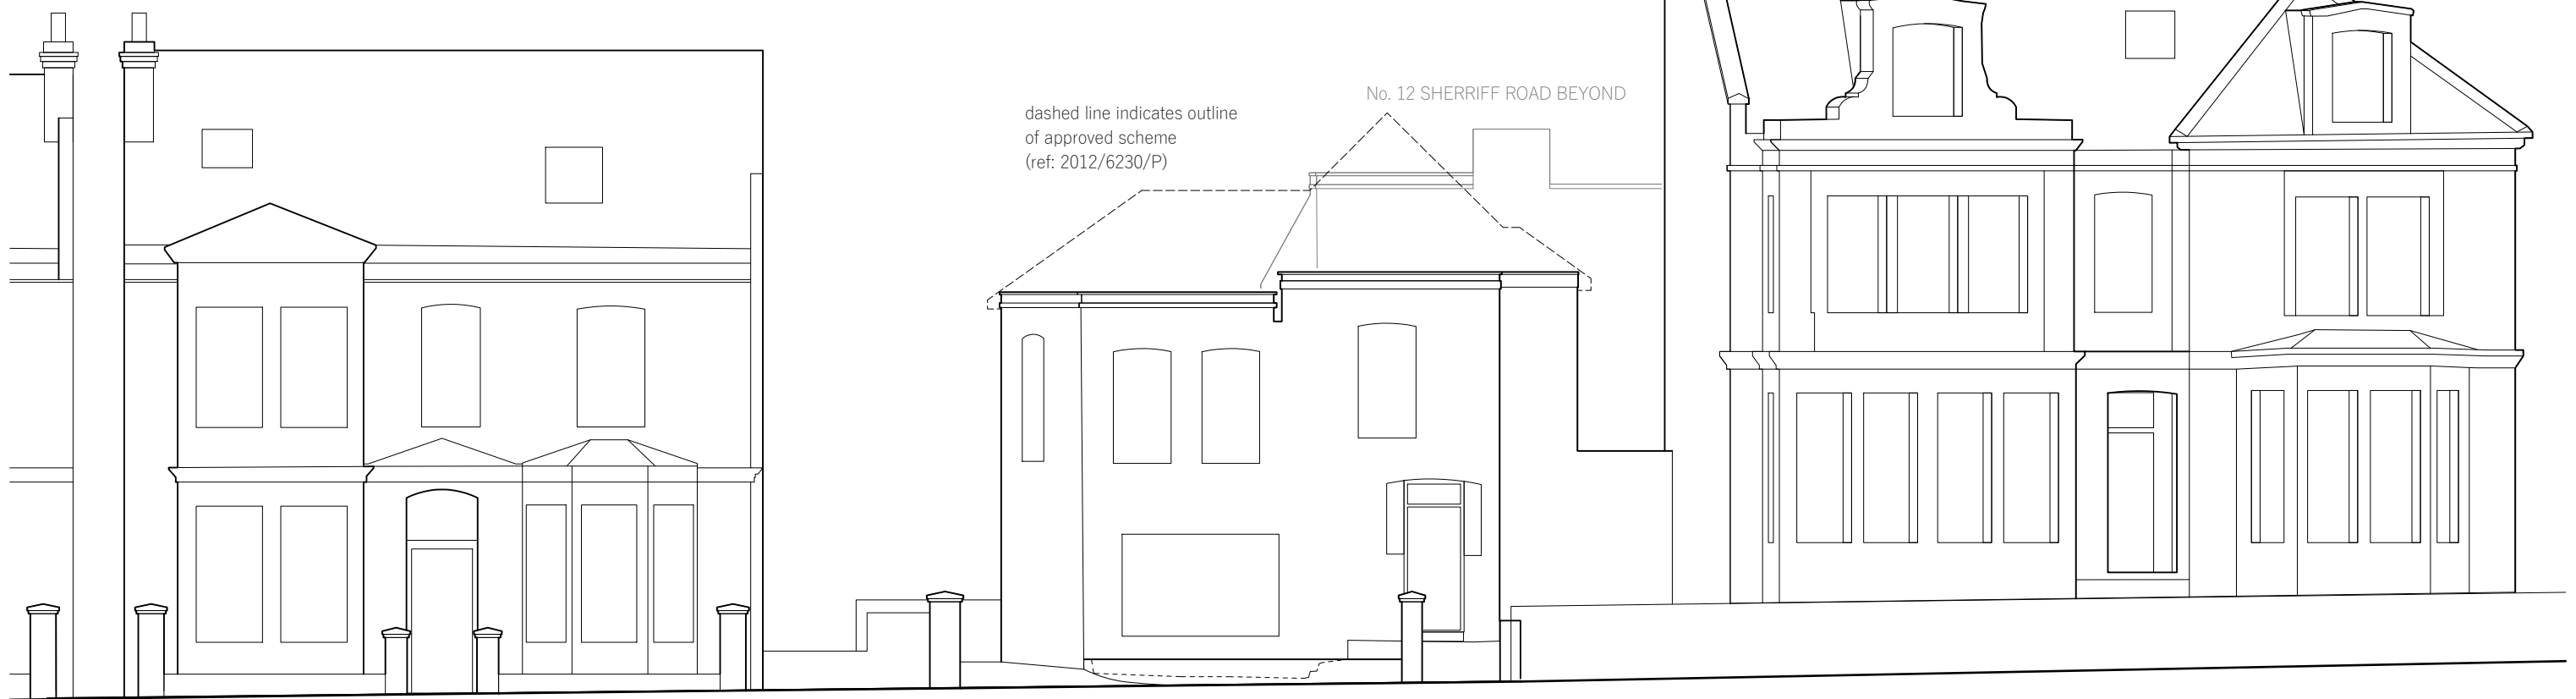 dashed line indicates outline
of approved scheme
(ref: 2012/6230/P)
No. 12 SHERRIFF ROAD BEYOND